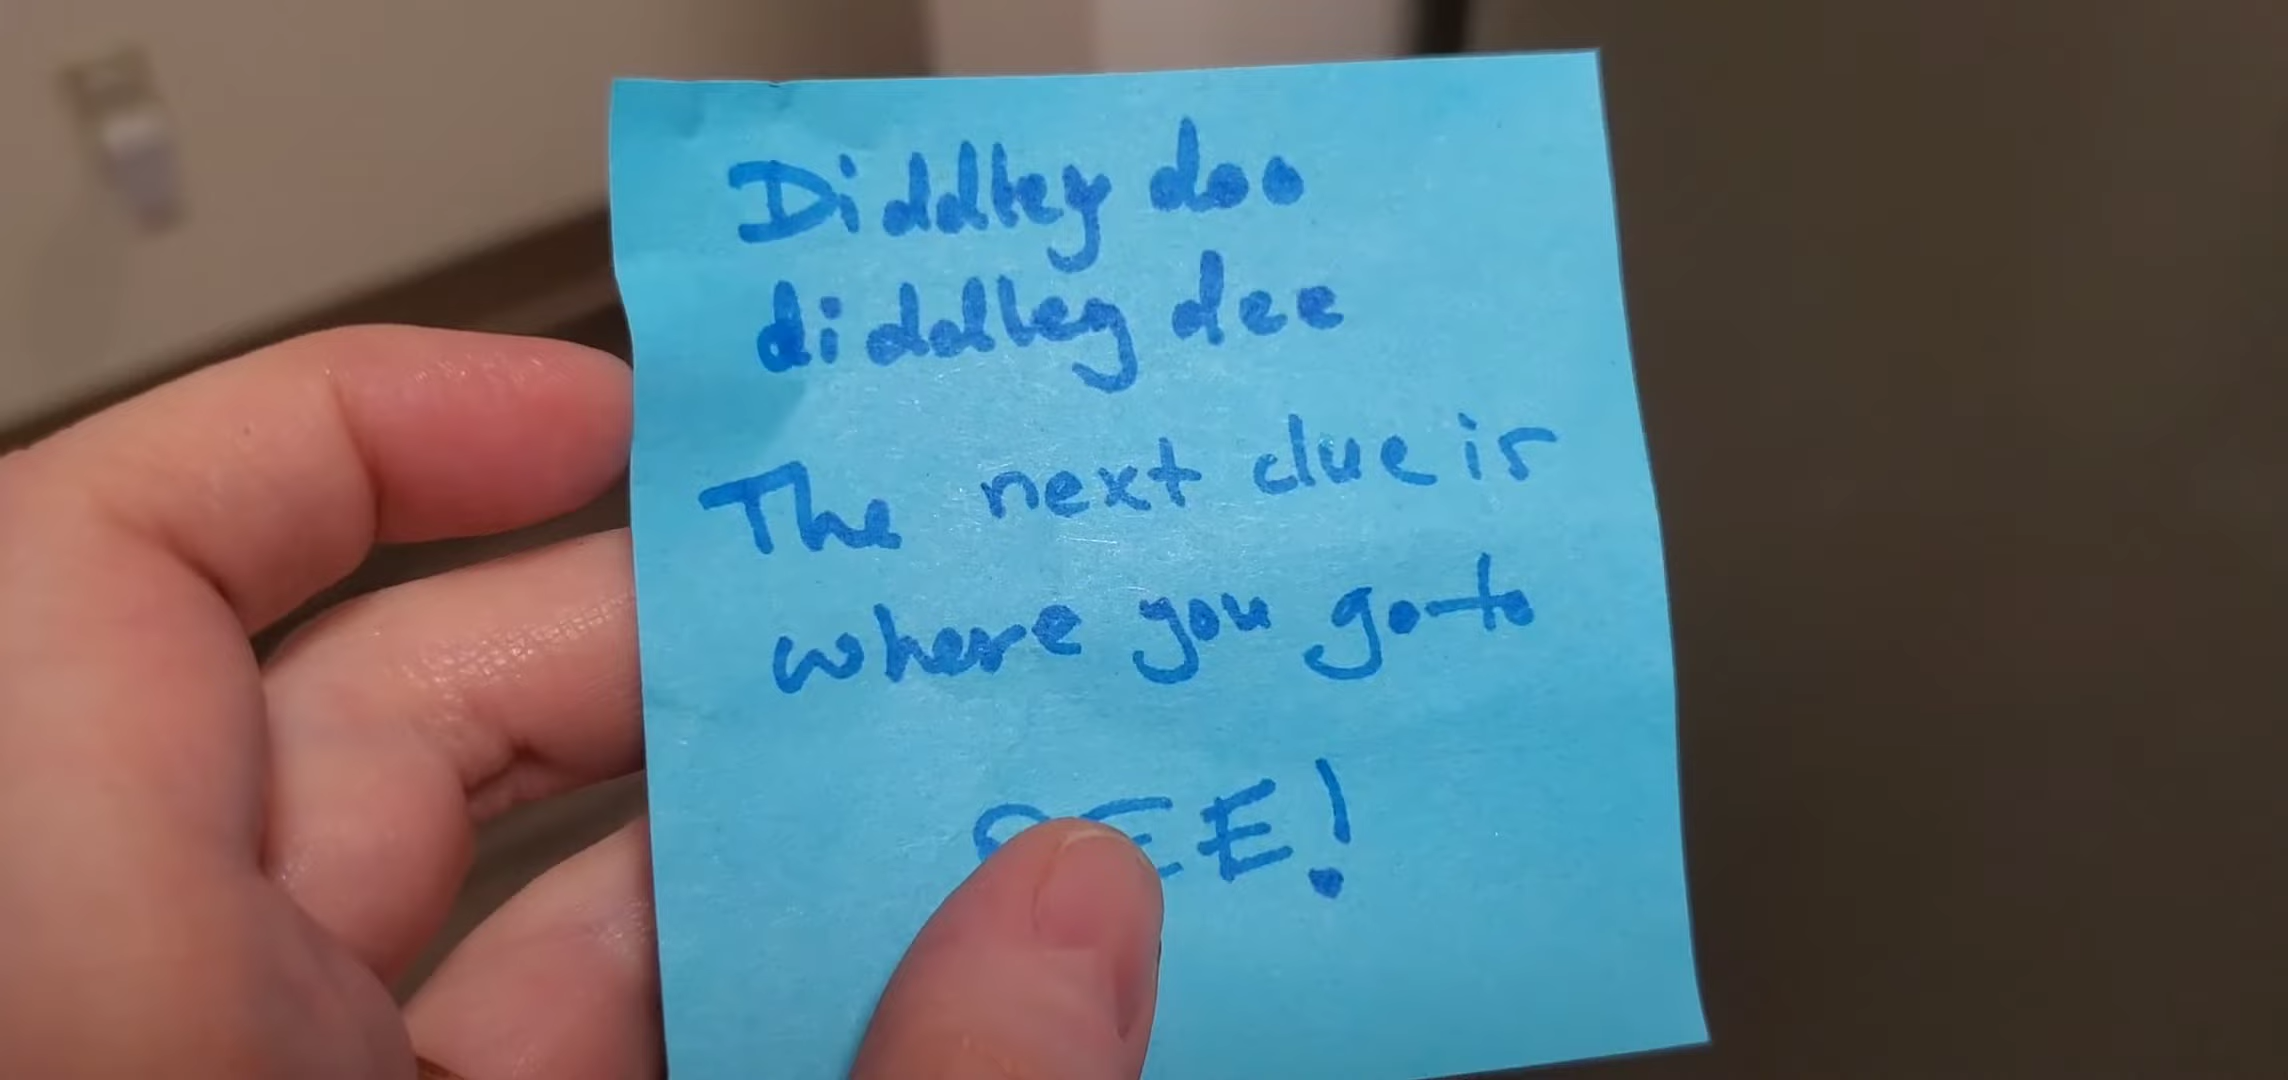 Diddley doo
diddley dee
The next clue is
where you go to